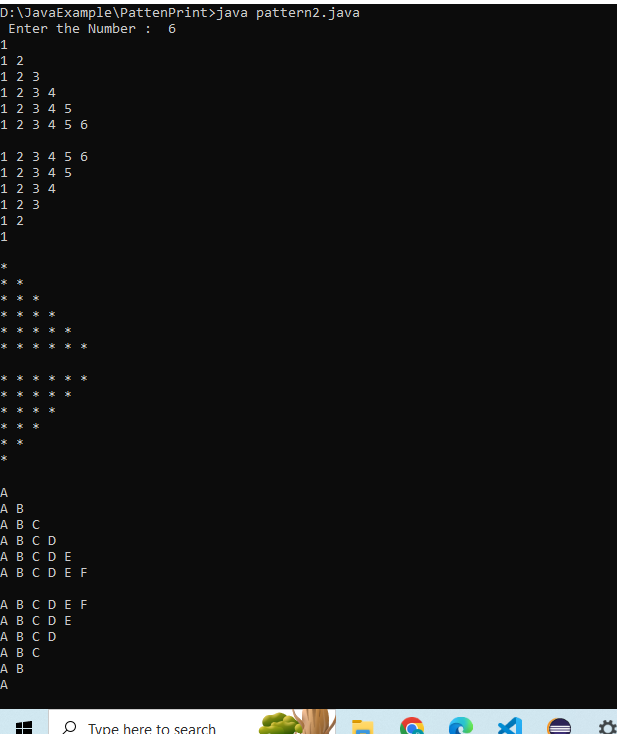 D:\JavaExample\PattenPrint>java pattern2.java
Enter the Number :  6
1
1 2
1 2 3
1 2 3 4
1 2 3 4 5
1 2 3 4 5 6
1 2 3 4 5 6
1 2 3 4 5
1 2 3 4
1 2 3
1 2
1
*
* *
* * *
* * * *
* * * * *
* * * * * *
* * * * * *
* * * * *
* * * *
* * *
* *
*
A
A B
A B C
A B C D
A B C D E
A B C D E F
A B C D E F
A B C D E
A B C D
A B C
A B
A
Type here to search